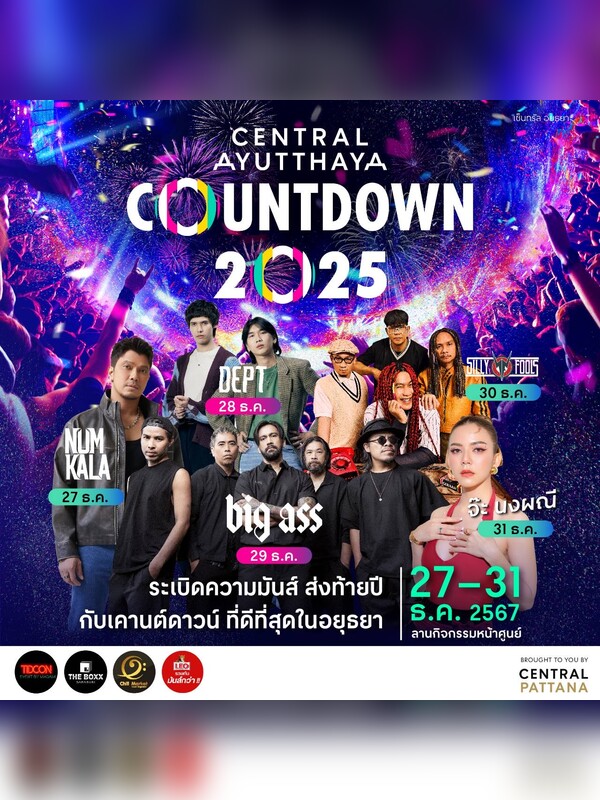 เซ็นทรัล อยุธยา
CENTRAL
AYUTTHAYA
COUNTDOWN
2025
DEPT
28 ธ.ค.
SILLY FOOLS
30 ธ.ค.
NUM
KALA
27 ธ.ค.
big ass
29 ธ.ค.
จ๊ะ นงผณี
31 ธ.ค.
ระเบิดความมันส์ ส่งท้ายปี
กับเคานต์ดาวน์ ที่ดีที่สุดในอยุธยา
27–31
ธ.ค. 2567
ลานกิจกรรมหน้าศูนย์
TIDCON
THE BOXX
Chill Market
LEO
BROUGHT TO YOU BY
CENTRAL
PATTANA